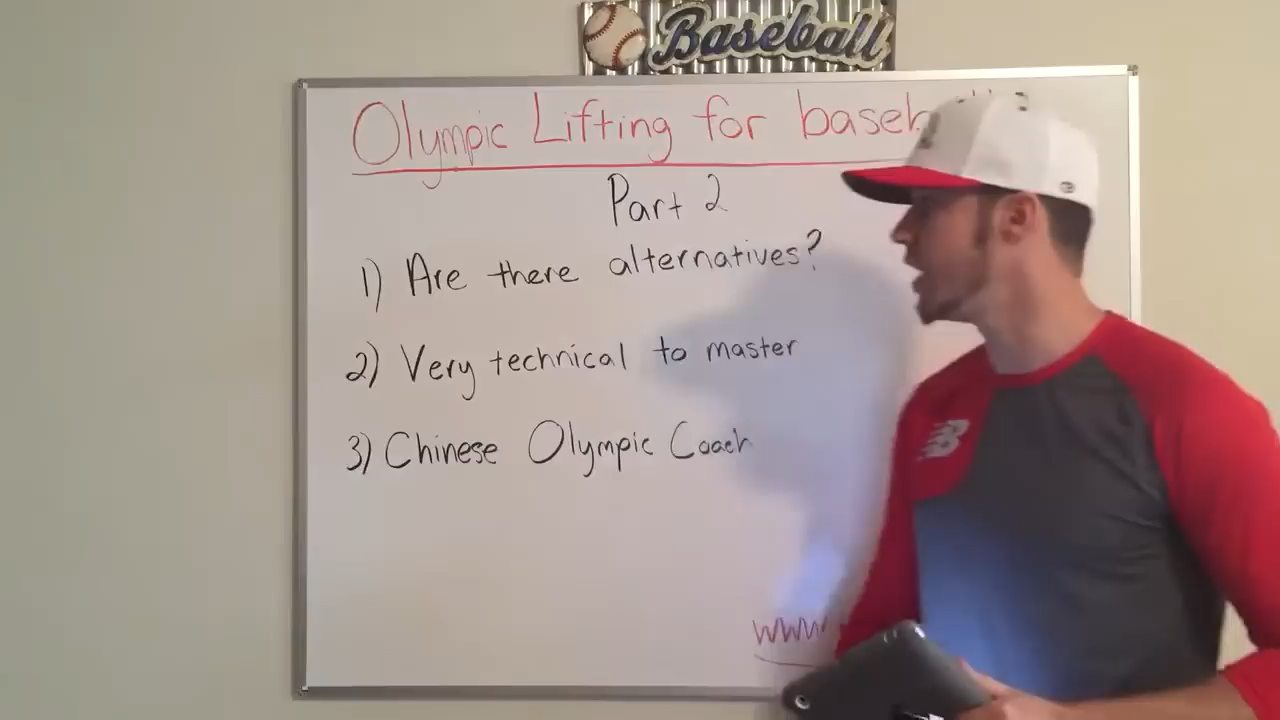 Baseball
Olympic Lifting for baseb
Part 2
1) Are there alternatives?
2) Very technical to master
3) Chinese Olympic Coach
NB
www